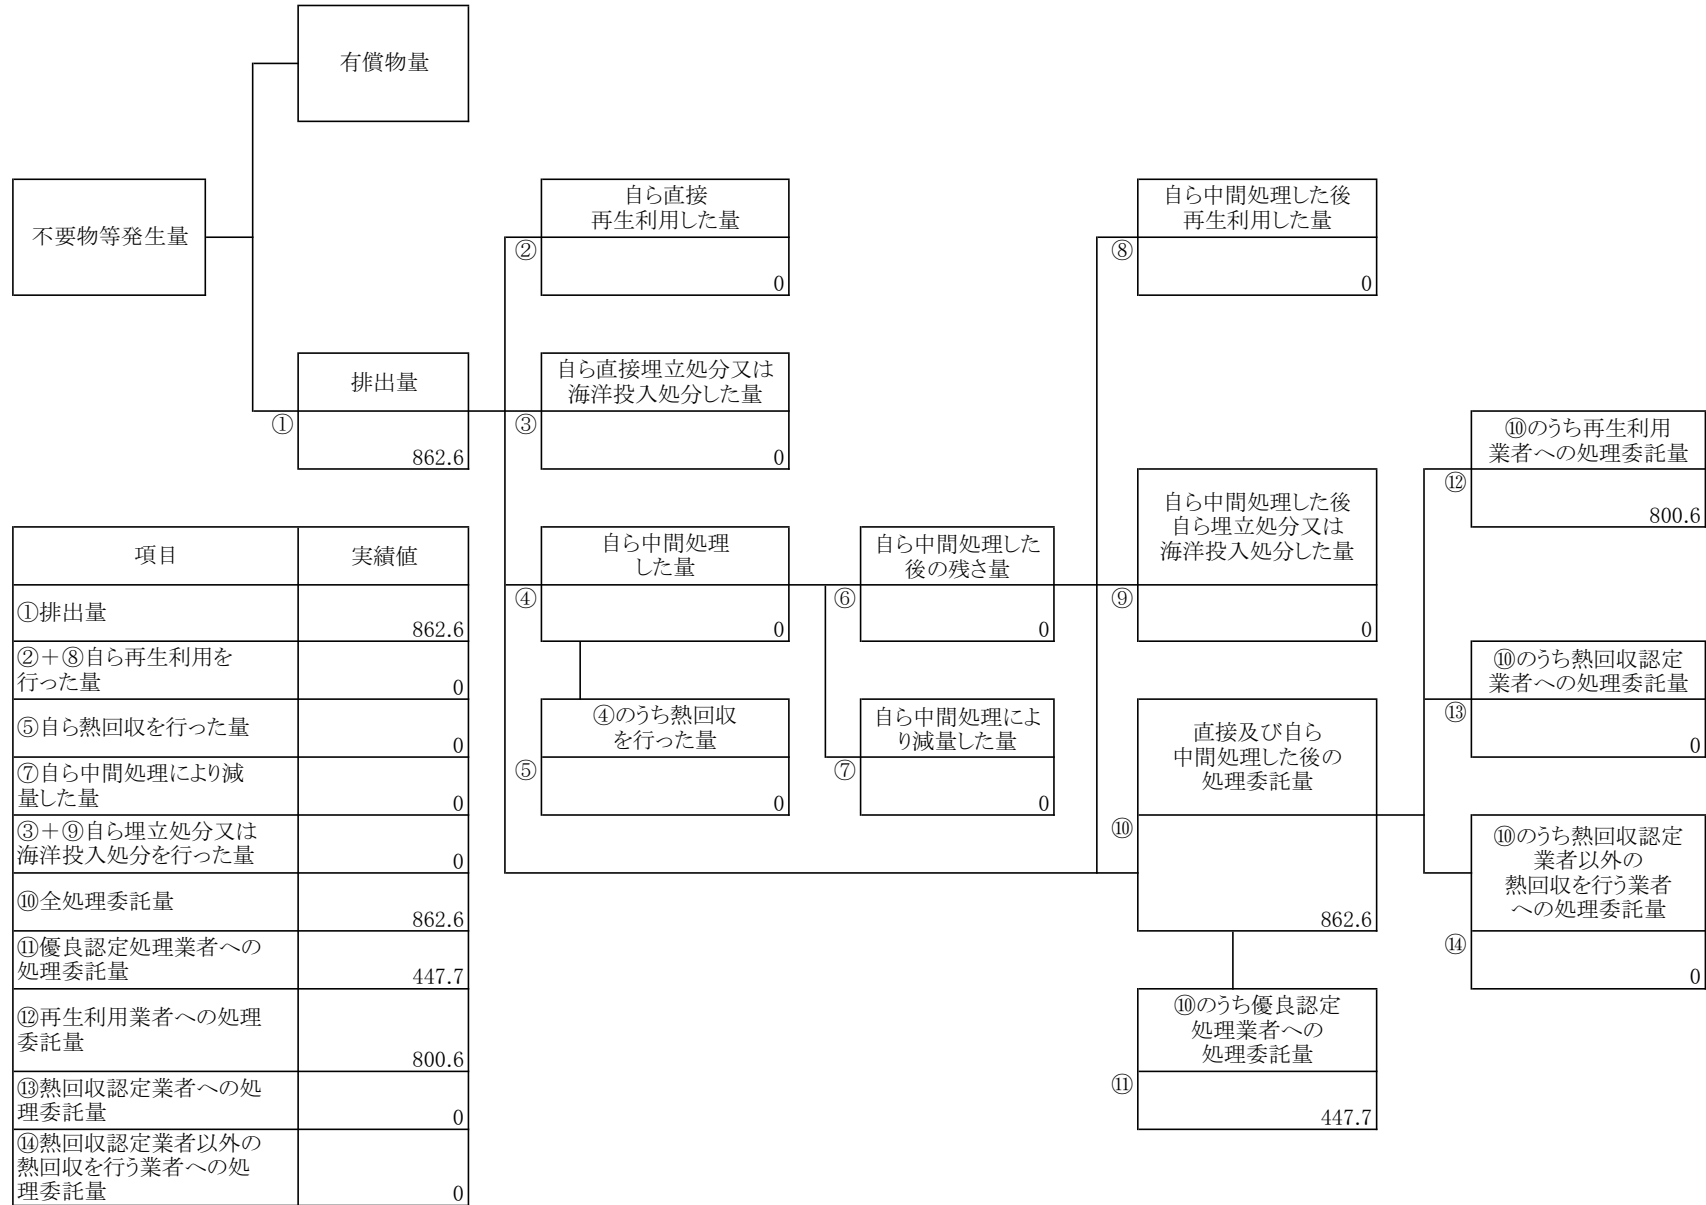 有償物量
不要物等発生量
自ら直接
再生利用した量
②
0
自ら中間処理した後
再生利用した量
⑧
0
排出量
①
862.6
自ら直接埋立処分又は
海洋投入処分した量
③
0
⑩のうち再生利用
業者への処理委託量
⑫
800.6
自ら中間処理
した量
④
0
自ら中間処理した
後の残さ量
⑥
0
自ら中間処理した後
自ら埋立処分又は
海洋投入処分した量
⑨
0
⑩のうち熱回収認定
業者への処理委託量
⑬
0
④のうち熱回収
を行った量
⑤
0
自ら中間処理によ
り減量した量
⑦
0
直接及び自ら
中間処理した後の
処理委託量
⑩
862.6
⑩のうち熱回収認定
業者以外の
熱回収を行う業者
への処理委託量
⑭
0
⑩のうち優良認定
処理業者への
処理委託量
⑪
447.7
項目 実績値
①排出量
862.6
②＋⑧自ら再生利用を
行った量
0
⑤自ら熱回収を行った量
0
⑦自ら中間処理により減
量した量
0
③＋⑨自ら埋立処分又は
海洋投入処分を行った量
0
⑩全処理委託量
862.6
⑪優良認定処理業者への
処理委託量
447.7
⑫再生利用業者への処理
委託量
800.6
⑬熱回収認定業者への処
理委託量
0
⑭熱回収認定業者以外の
熱回収を行う業者への処
理委託量
0